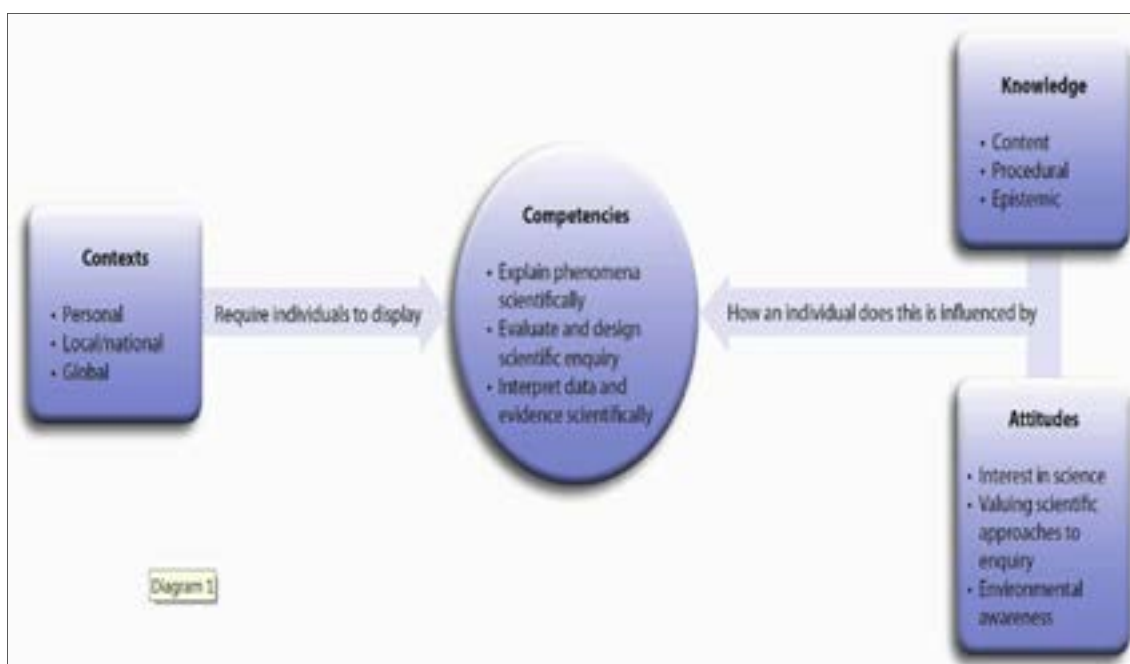 Contexts
• Personal
• Local/national
• Global
Require individuals to display
Competencies
• Explain phenomena
scientifically
• Evaluate and design
scientific enquiry
• Interpret data and
evidence scientifically
How an individual does this is influenced by
Knowledge
• Content
• Procedural
• Epistemic
Attitudes
• Interest in science
• Valuing scientific
approaches to
enquiry
• Environmental
awareness
Diagram 1